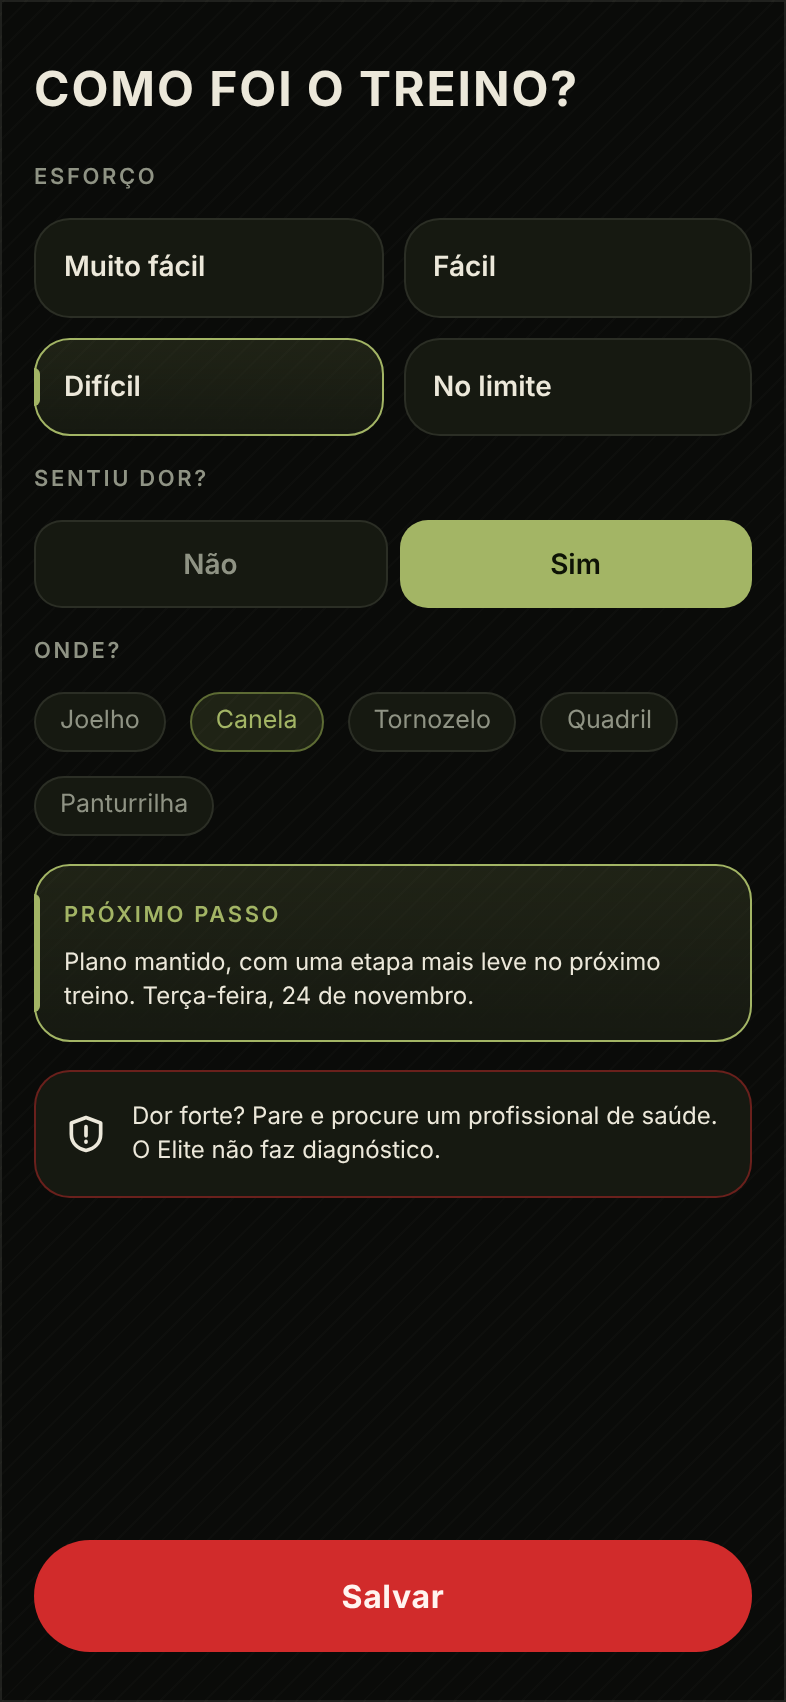 COMO FOI O TREINO?
ESFORÇO
Muito fácil
Fácil
Difícil
No limite
SENTIU DOR?
Não
Sim
ONDE?
Joelho
Canela
Tornozelo
Quadril
Panturrilha
PRÓXIMO PASSO
Plano mantido, com uma etapa mais leve no próximo
treino. Terça-feira, 24 de novembro.
Dor forte? Pare e procure um profissional de saúde.
O Elite não faz diagnóstico.
Salvar